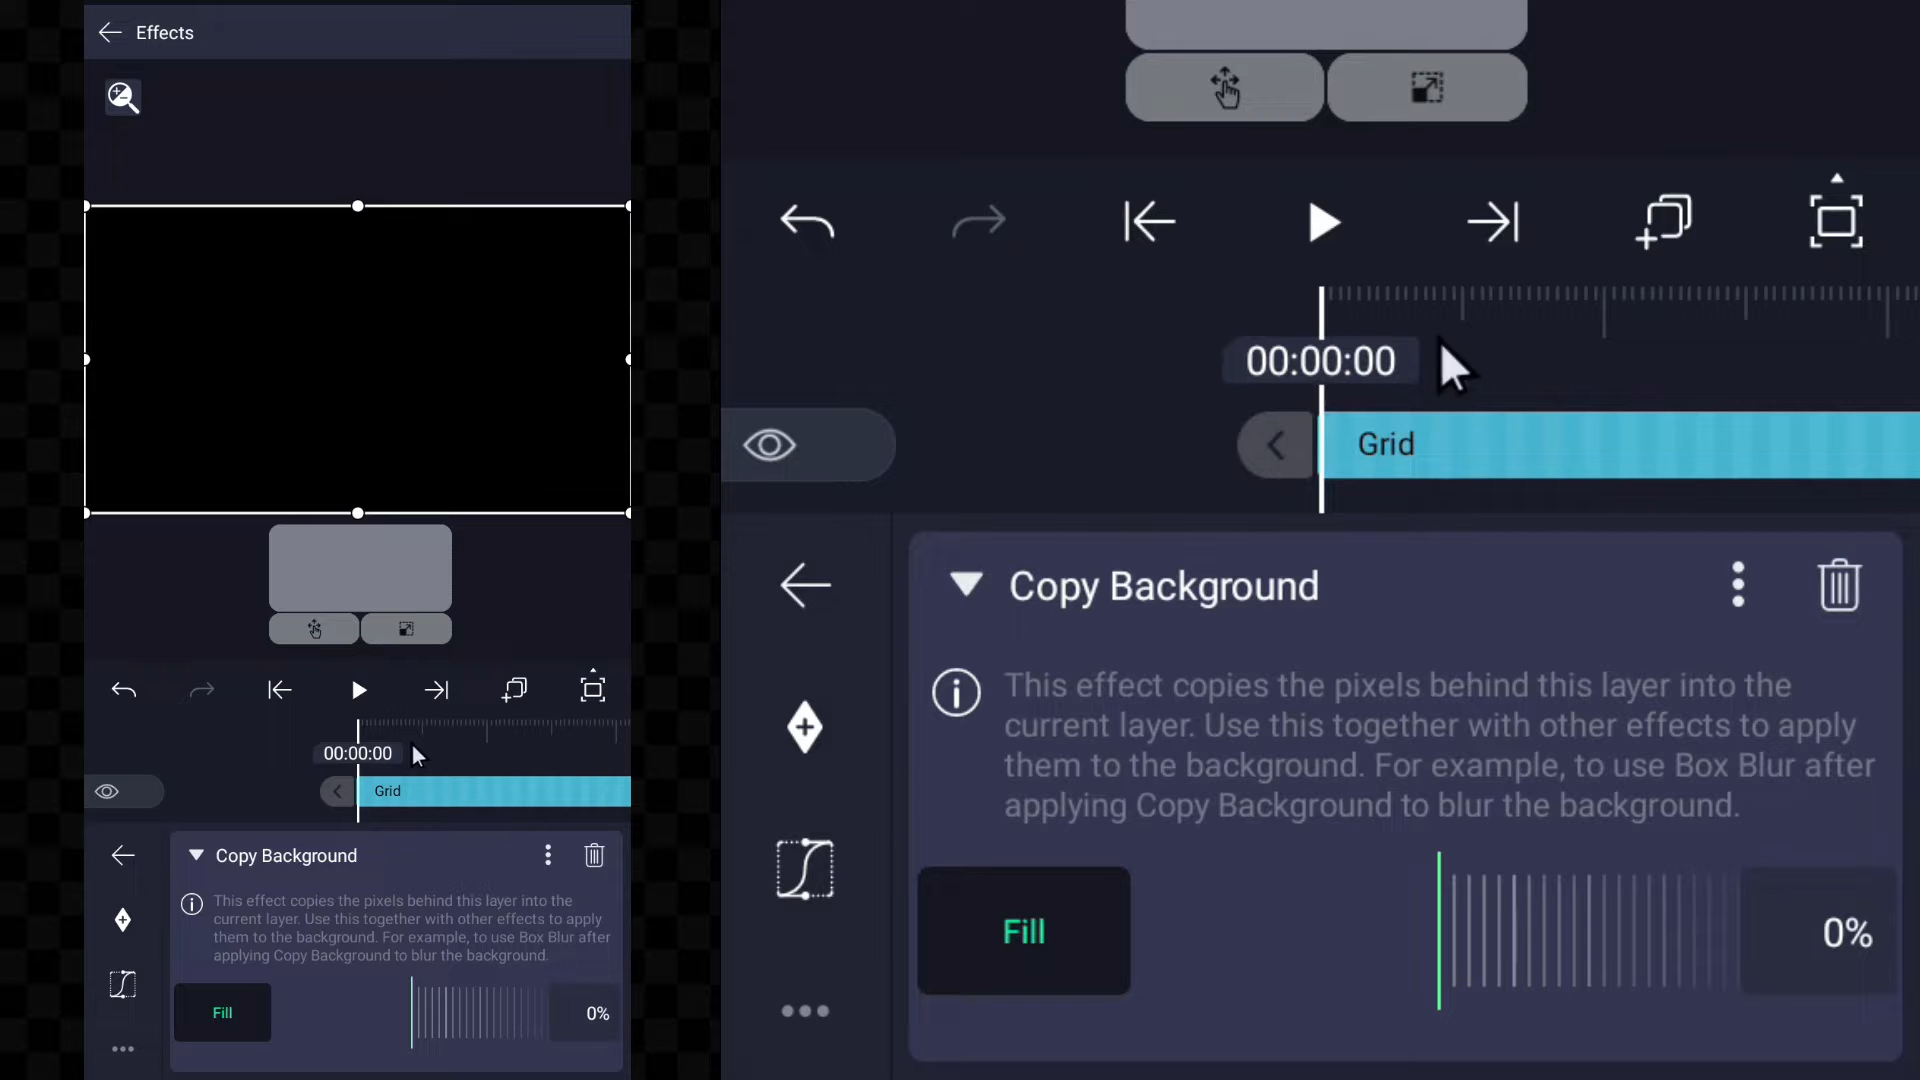 Effects
00:00:00
Grid
Copy Background
This effect copies the pixels behind this layer into the
current layer. Use this together with other effects to apply
them to the background. For example, to use Box Blur after
applying Copy Background to blur the background.
Fill
0%
00:00:00
Grid
Copy Background
This effect copies the pixels behind this layer into the
current layer. Use this together with other effects to apply
them to the background. For example, to use Box Blur after
applying Copy Background to blur the background.
Fill
0%